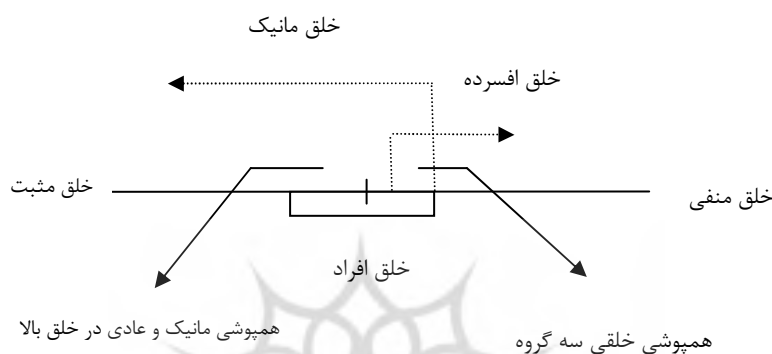 خلق مانیک
خلق افسرده
خلق منفی
خلق مثبت
خلق افراد
همپوشی خلقی سه گروه
همپوشی مانیک و عادی در خلق بالا